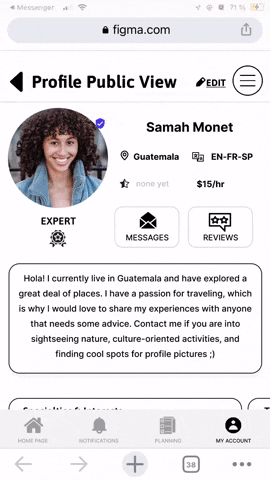 Messenger
71 %
figma.com
Profile Public View
EDIT
Samah Monet
Guatemala
EN-FR-SP
none yet
$15/hr
EXPERT
MESSAGES
REVIEWS
Hola! I currently live in Guatemala and have explored a
great deal of places. I have a passion for traveling, which
is why I would love to share my experiences with anyone
that needs some advice. Contact me if you are into
sightseeing nature, culture-oriented activities, and
finding cool spots for profile pictures ;)
Specialties & Interests
HOME PAGE
NOTIFICATIONS
PLANNING
MY ACCOUNT
38